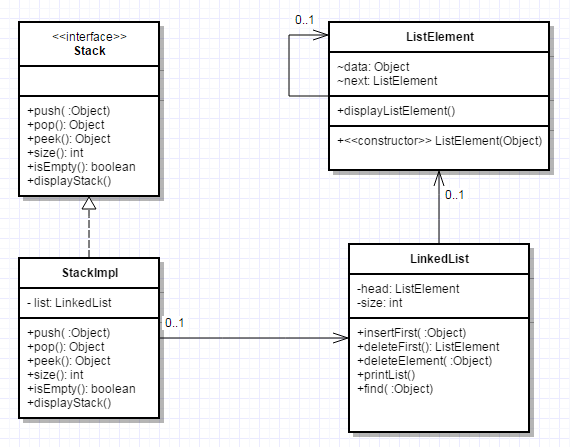 <<interface>>
Stack
+push( :Object)
+pop(): Object
+peek(): Object
+size(): int
+isEmpty(): boolean
+displayStack()
0..1
ListElement
~data: Object
~next: ListElement
+displayListElement()
+<<constructor>> ListElement(Object)
0..1
StackImpl
- list: LinkedList
+push( :Object)
+pop(): Object
+peek(): Object
+size(): int
+isEmpty(): boolean
+displayStack()
0..1
LinkedList
-head: ListElement
-size: int
+insertFirst( :Object)
+deleteFirst(): ListElement
+deleteElement( :Object)
+printList()
+find( :Object)